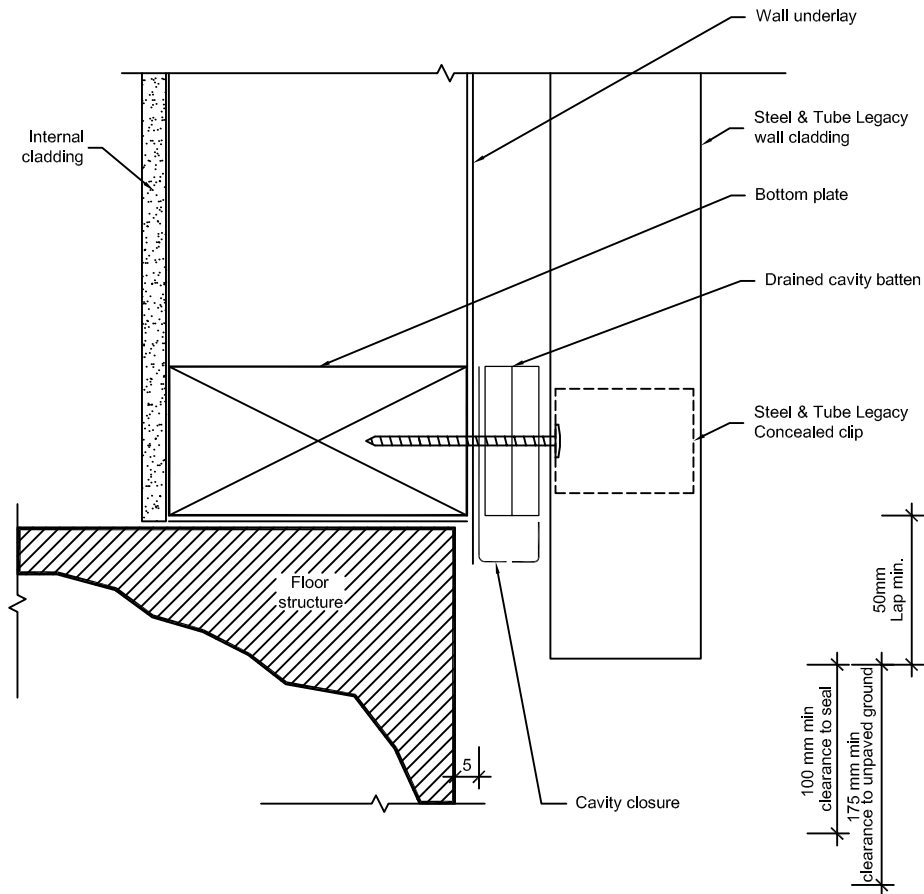 Wall underlay
Steel & Tube Legacy
wall cladding
Internal
cladding
Bottom plate
Drained cavity batten
Steel & Tube Legacy
Concealed clip
Floor
structure
50mm
Lap min.
100 mm min
clearance to seal
175 mm min
clearance to unpaved ground
5
Cavity closure